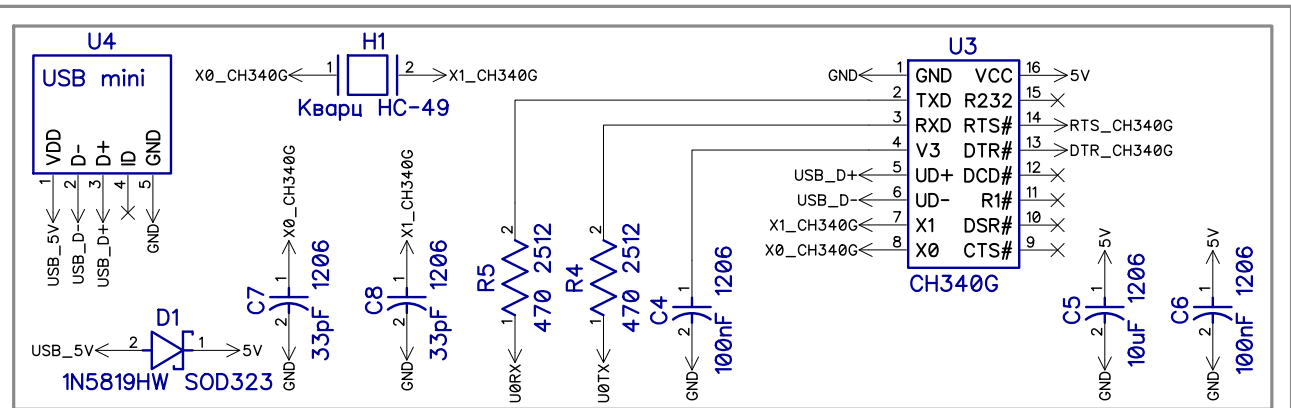 U4
USB mini
VDD
D-
D+
ID
GND
1
2
3
4
5
USB_5V
USB_D-
USB_D+
GND
H1
X0_CH340G
1
2
X1_CH340G
Кварц HC-49
D1
USB_5V
2
1
5V
1N5819HW SOD323
X0_CH340G
1
C7
1206
33pF
2
GND
X1_CH340G
1
C8
1206
33pF
2
GND
2
R5
470 2512
1
U0RX
2
R4
470 2512
1
U0TX
1
C4
1206
100nF
2
GND
U3
GND 1 GND VCC 16 5V
2 TXD R232 15
3 RXD RTS# 14 RTS_CH340G
4 V3 DTR# 13 DTR_CH340G
USB_D+ 5 UD+ DCD# 12
USB_D- 6 UD- R1# 11
X1_CH340G 7 X1 DSR# 10
X0_CH340G 8 X0 CTS# 9
CH340G
5V
1
C5
1206
10uF
2
GND
5V
1
C6
1206
100nF
2
GND